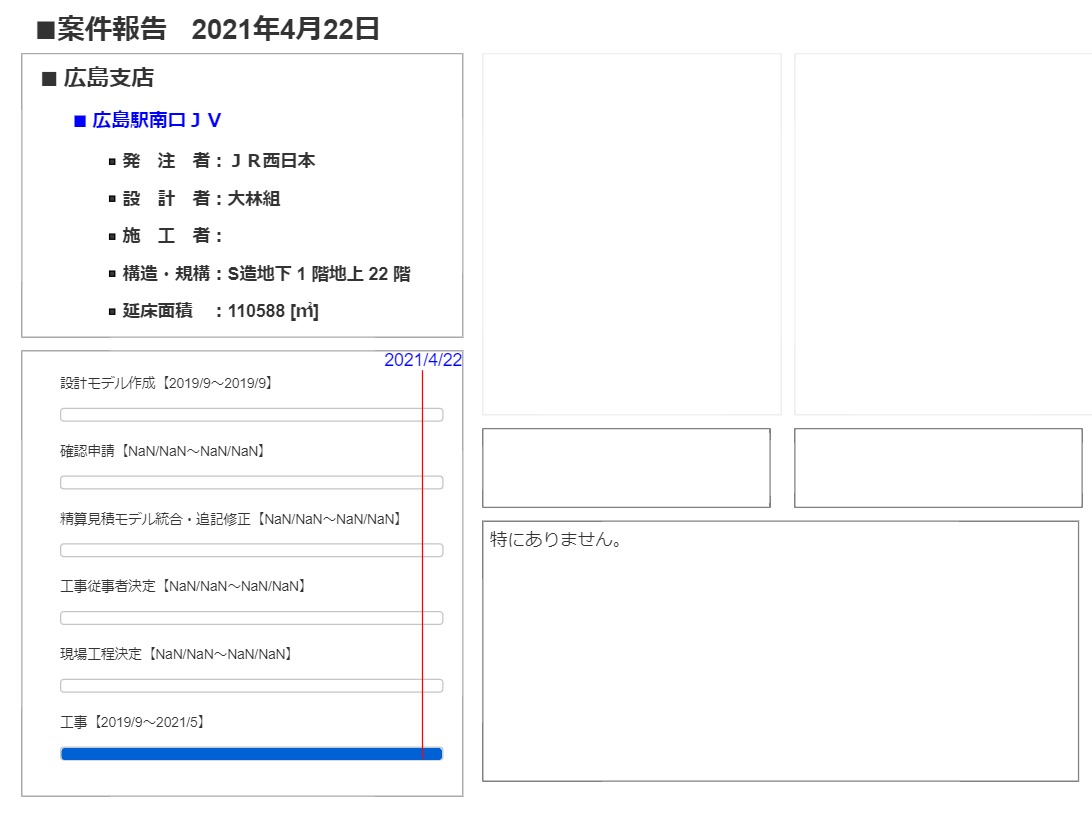 ■案件報告 2021年4月22日
■ 広島支店
■ 広島駅南口ＪＶ
▪ 発　注　者：ＪＲ西日本
▪ 設　計　者：大林組
▪ 施　工　者：
▪ 構造・規構：S造地下 1 階地上 22 階
▪ 延床面積　：110588 [㎡]
2021/4/22
設計モデル作成【2019/9～2019/9】
確認申請【NaN/NaN～NaN/NaN】
精算見積モデル統合・追記修正【NaN/NaN～NaN/NaN】
工事従事者決定【NaN/NaN～NaN/NaN】
現場工程決定【NaN/NaN～NaN/NaN】
工事【2019/9～2021/5】
特にありません。